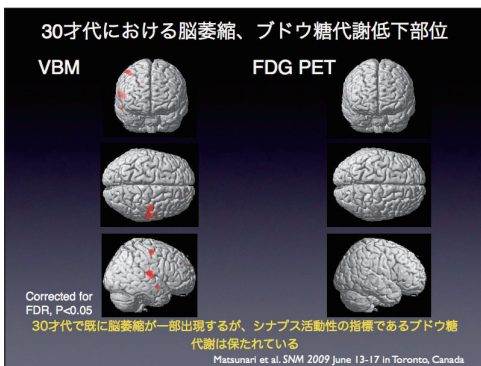 30才代における脳萎縮、ブドウ糖代謝低下部位
VBM
FDG PET
Corrected for
FDR, P<0.05
30才代で既に脳萎縮が一部出現するが、シナプス活動性の指標であるブドウ糖
代謝は保たれている
Matsunari et al. SNM 2009 June 13-17 in Toronto, Canada